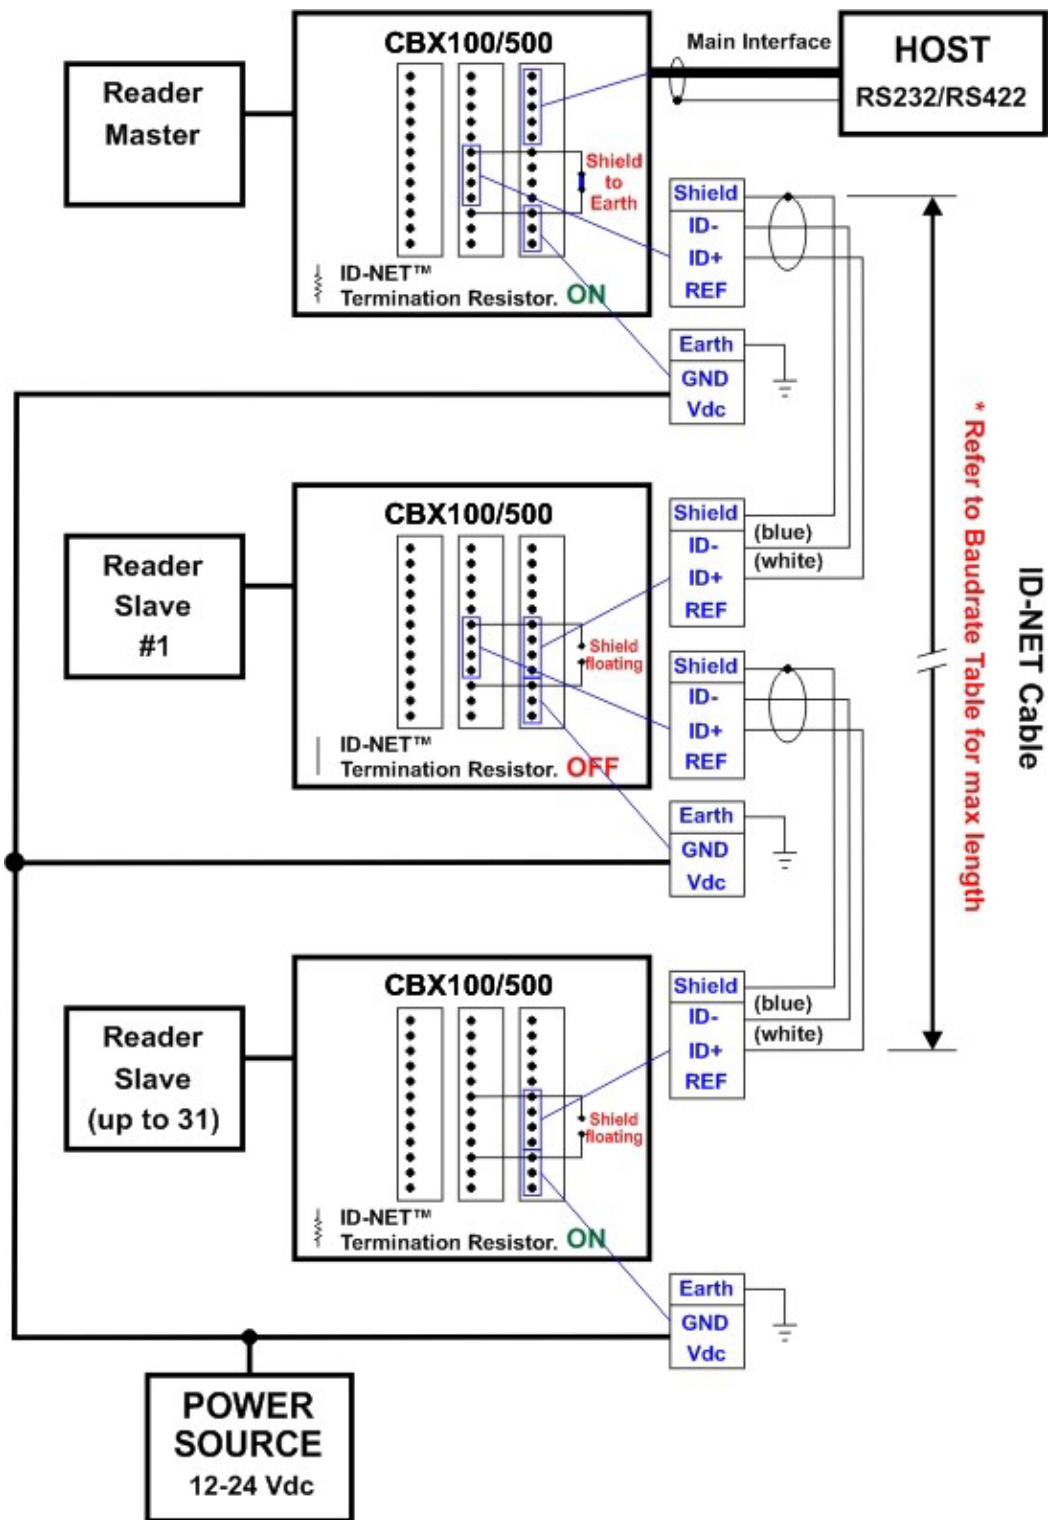 CBX100/500
Main Interface
HOST
RS232/RS422
Reader
Master
Shield
to
Earth
ID-NET™
Termination Resistor. ON
Shield
ID-
ID+
REF
Earth
GND
Vdc
CBX100/500
Reader
Slave
#1
Shield
floating
ID-NET™
Termination Resistor. OFF
Shield
(blue)
ID-
(white)
ID+
REF
Shield
ID-
ID+
REF
Earth
GND
Vdc
ID-NET Cable
* Refer to Baudrate Table for max length
CBX100/500
Reader
Slave
(up to 31)
Shield
floating
ID-NET™
Termination Resistor. ON
Shield
(blue)
ID-
(white)
ID+
REF
Earth
GND
Vdc
POWER
SOURCE
12-24 Vdc